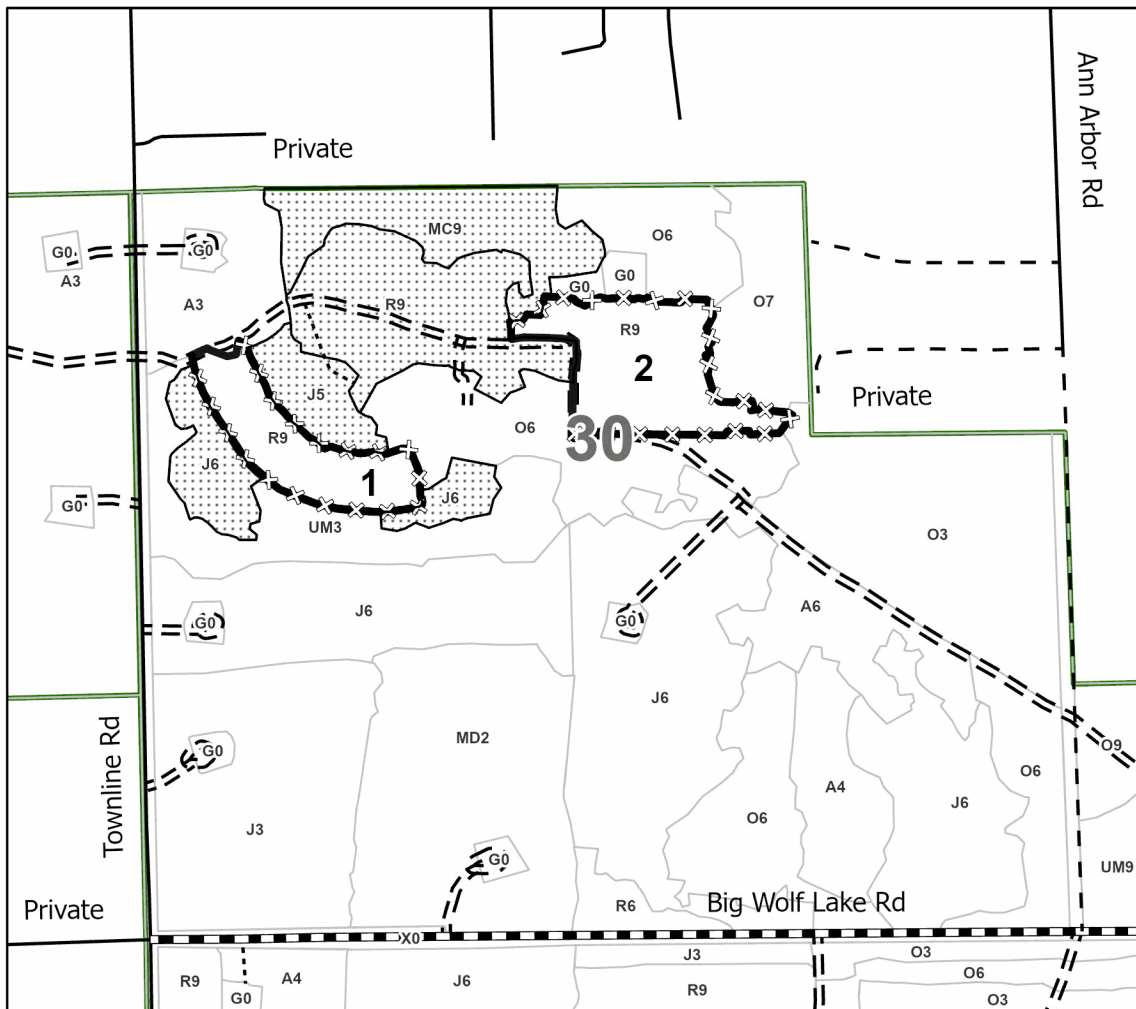 Private
Ann Arbor Rd
MC9
O6
G0
G0
A3
G0
G0
A3
R9
O7
R9
2
J5
Private
O6
30
R9
J6
1
J6
G0
UM3
O3
J6
G0
A6
G0
J6
MD2
G0
O9
Townline Rd
O6
A4
J6
O6
J3
G0
UM9
Private
R6
Big Wolf Lake Rd
X0
J3
O3
R9
A4
J6
O6
G0
R9
O3